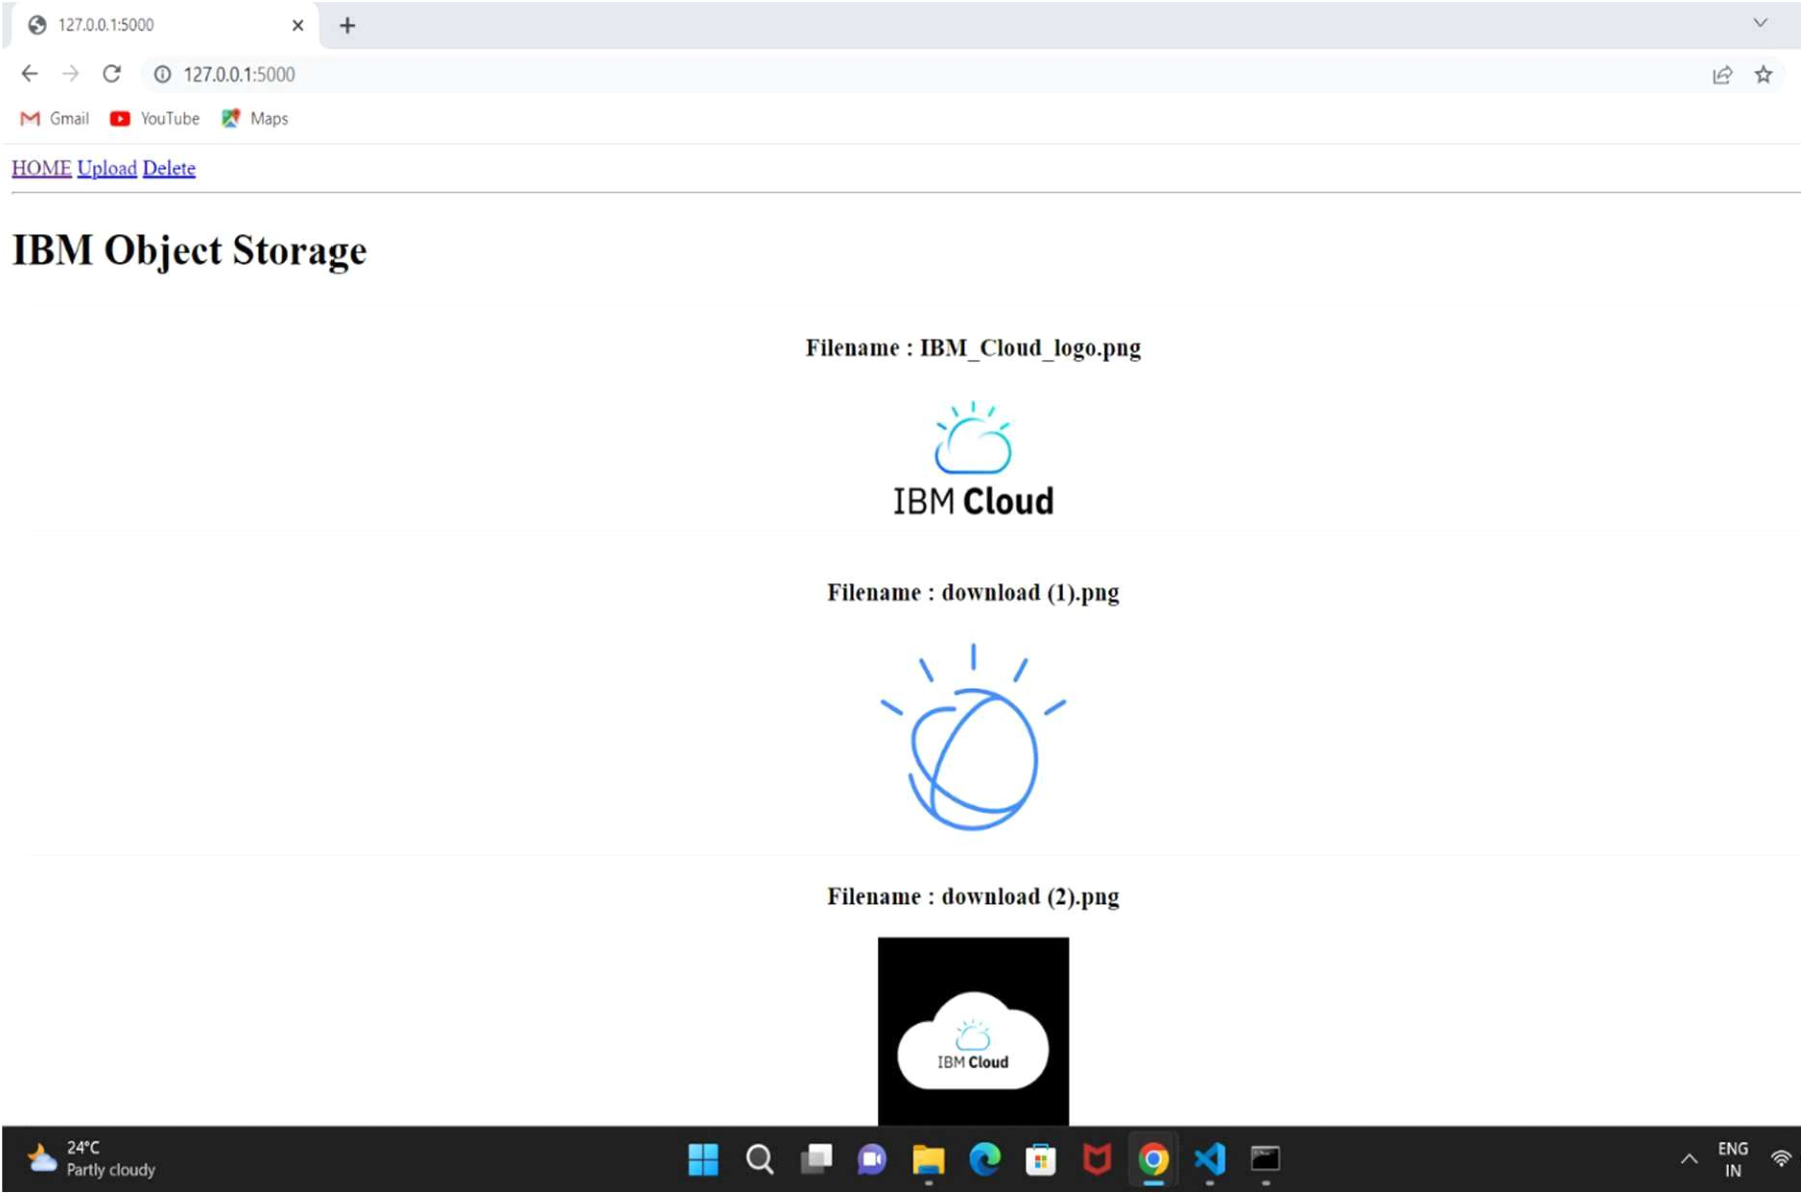 127.0.0.1:5000
127.0.0.1:5000
Gmail YouTube Maps
HOME Upload Delete
IBM Object Storage
Filename : IBM_Cloud_logo.png
IBM Cloud
Filename : download (1).png
Filename : download (2).png
IBM Cloud
24°C
Partly cloudy
ENG
IN